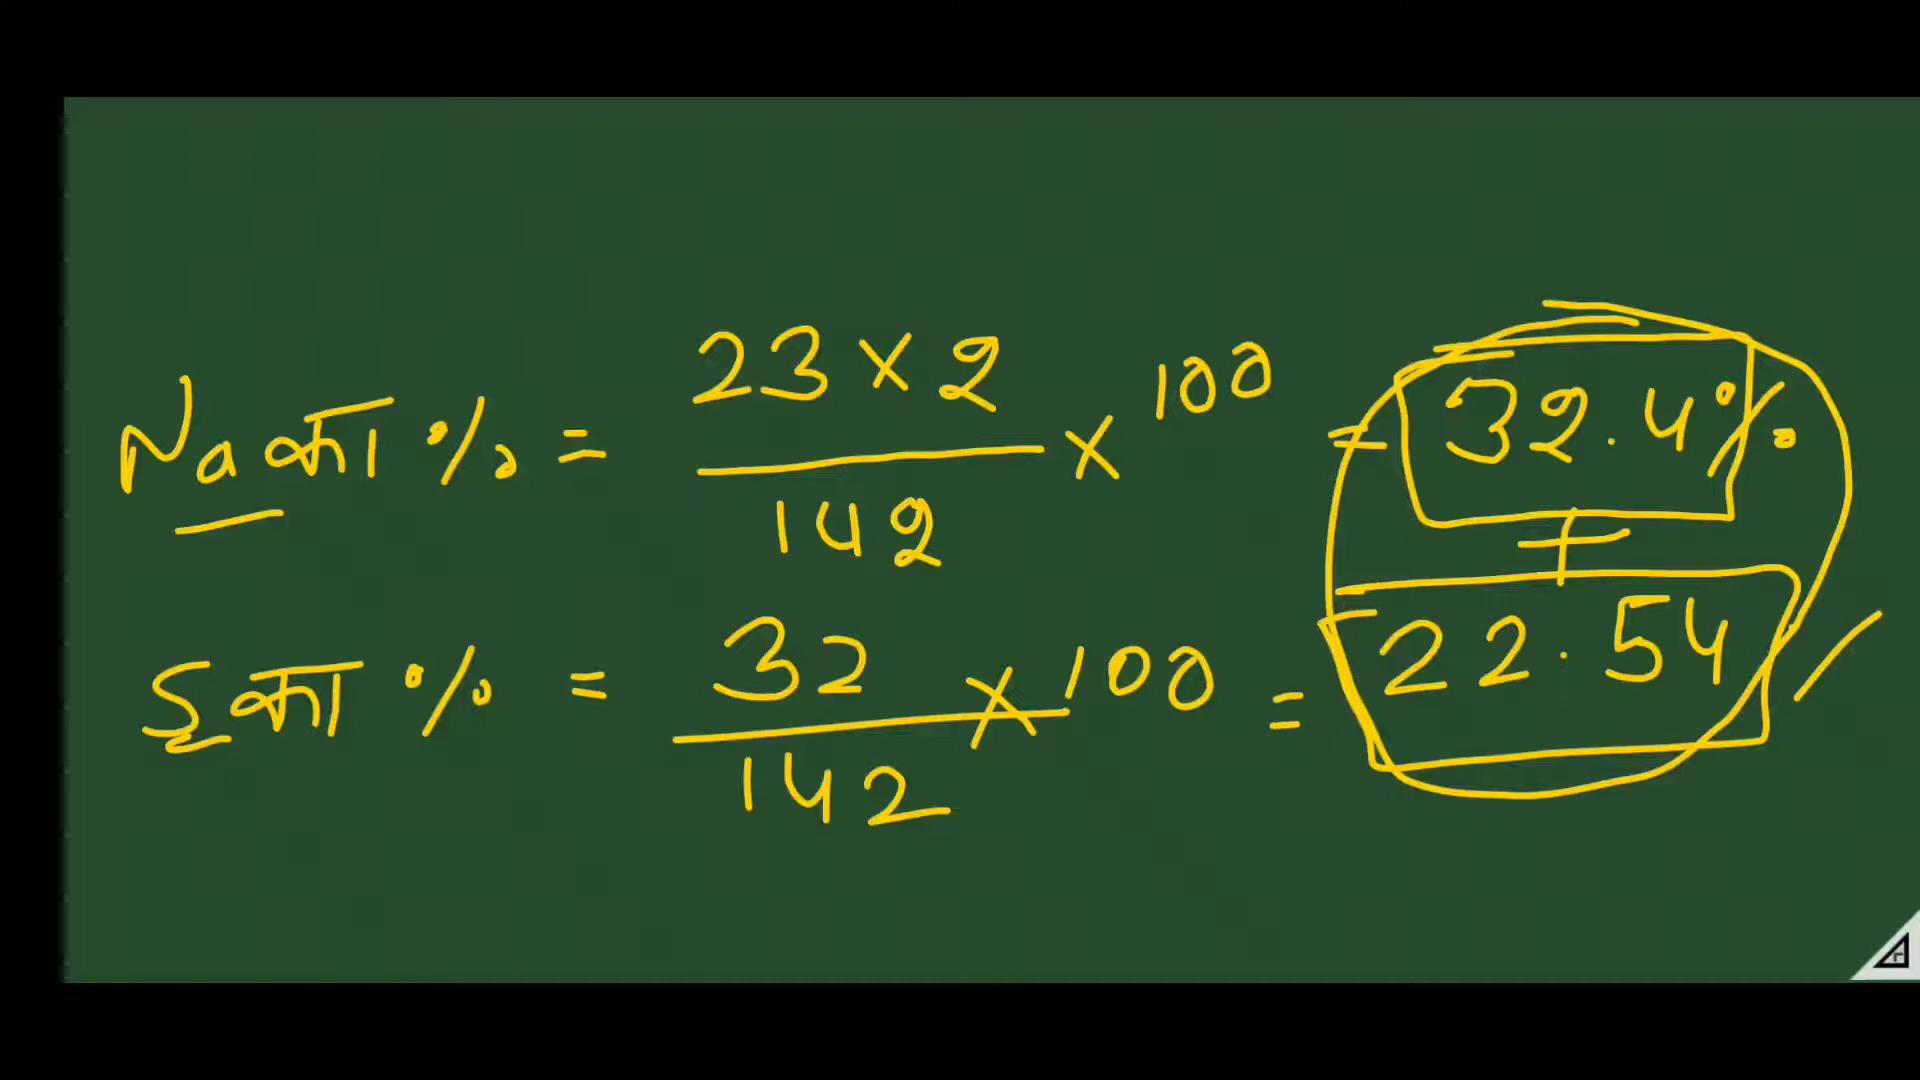 Na का % = 23 × 2 / 142 × 100 = 32.4%
+
S का % = 32 / 142 × 100 = 22.54